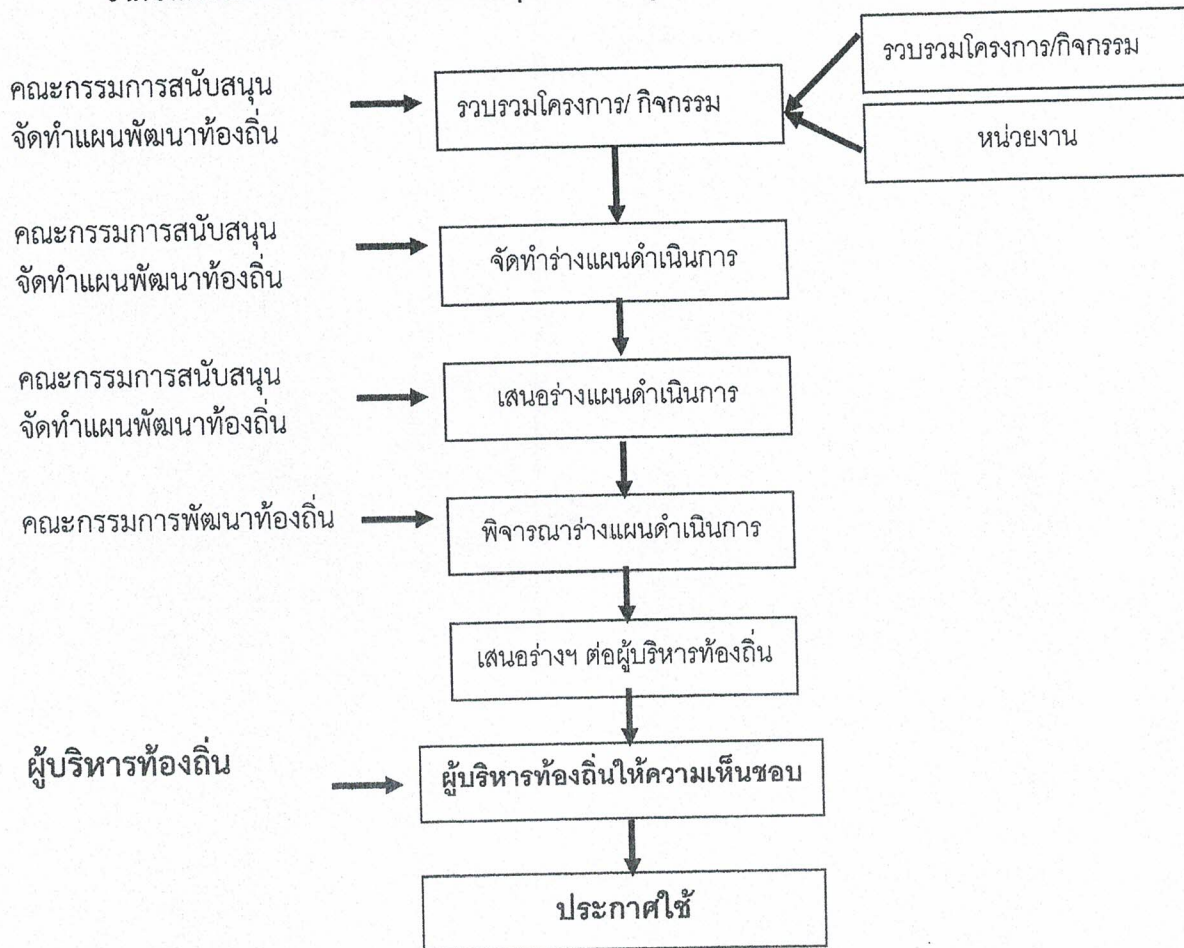 รวบรวมโครงการ/กิจกรรม
คณะกรรมการสนับสนุน
จัดทำแผนพัฒนาท้องถิ่น
รวบรวมโครงการ/ กิจกรรม
หน่วยงาน
คณะกรรมการสนับสนุน
จัดทำแผนพัฒนาท้องถิ่น
จัดทำร่างแผนดำเนินการ
คณะกรรมการสนับสนุน
จัดทำแผนพัฒนาท้องถิ่น
เสนอร่างแผนดำเนินการ
คณะกรรมการพัฒนาท้องถิ่น
พิจารณาร่างแผนดำเนินการ
เสนอร่างฯ ต่อผู้บริหารท้องถิ่น
ผู้บริหารท้องถิ่น
ผู้บริหารท้องถิ่นให้ความเห็นชอบ
ประกาศใช้